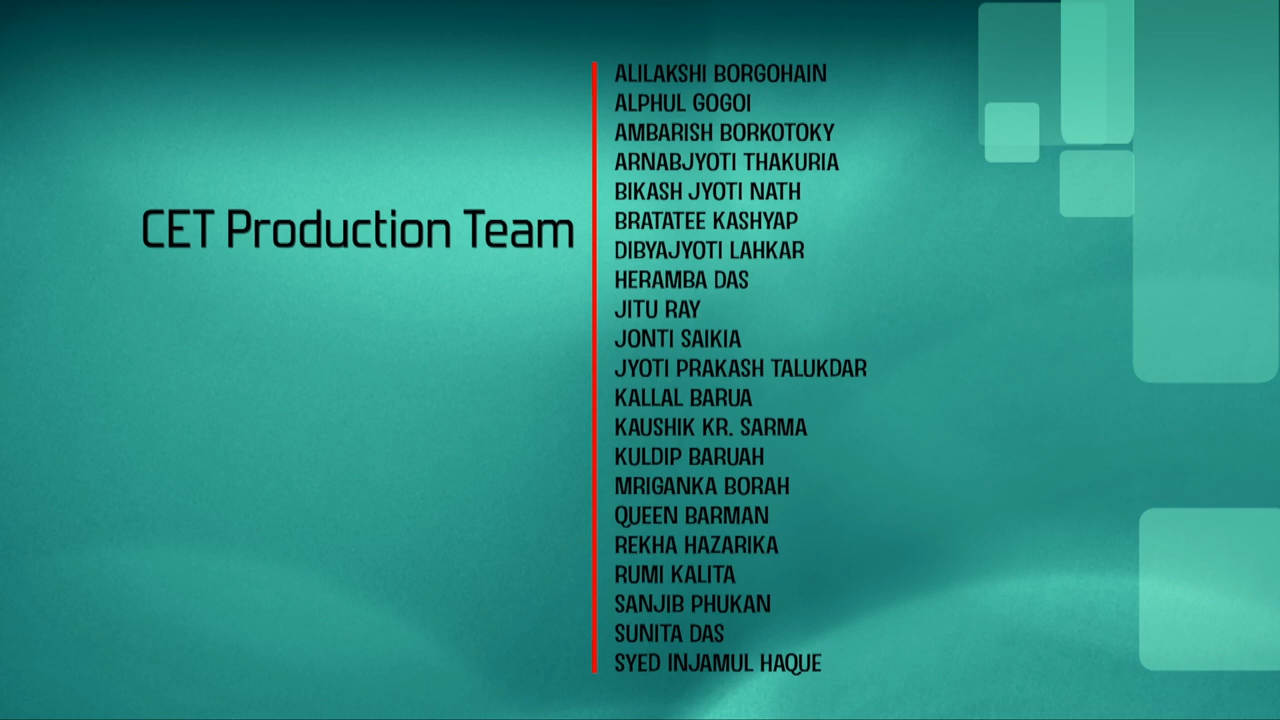 CET Production Team
ALILAKSHI BORGOHAIN
ALPHUL GOGOI
AMBARISH BORKOTOKY
ARNABJYOTI THAKURIA
BIKASH JYOTI NATH
BRATATEE KASHYAP
DIBYAJYOTI LAHKAR
HERAMBA DAS
JITU RAY
JONTI SAIKIA
JYOTI PRAKASH TALUKDAR
KALLAL BARUA
KAUSHIK KR. SARMA
KULDIP BARUAH
MRIGANKA BORAH
QUEEN BARMAN
REKHA HAZARIKA
RUMI KALITA
SANJIB PHUKAN
SUNITA DAS
SYED INJAMUL HAQUE